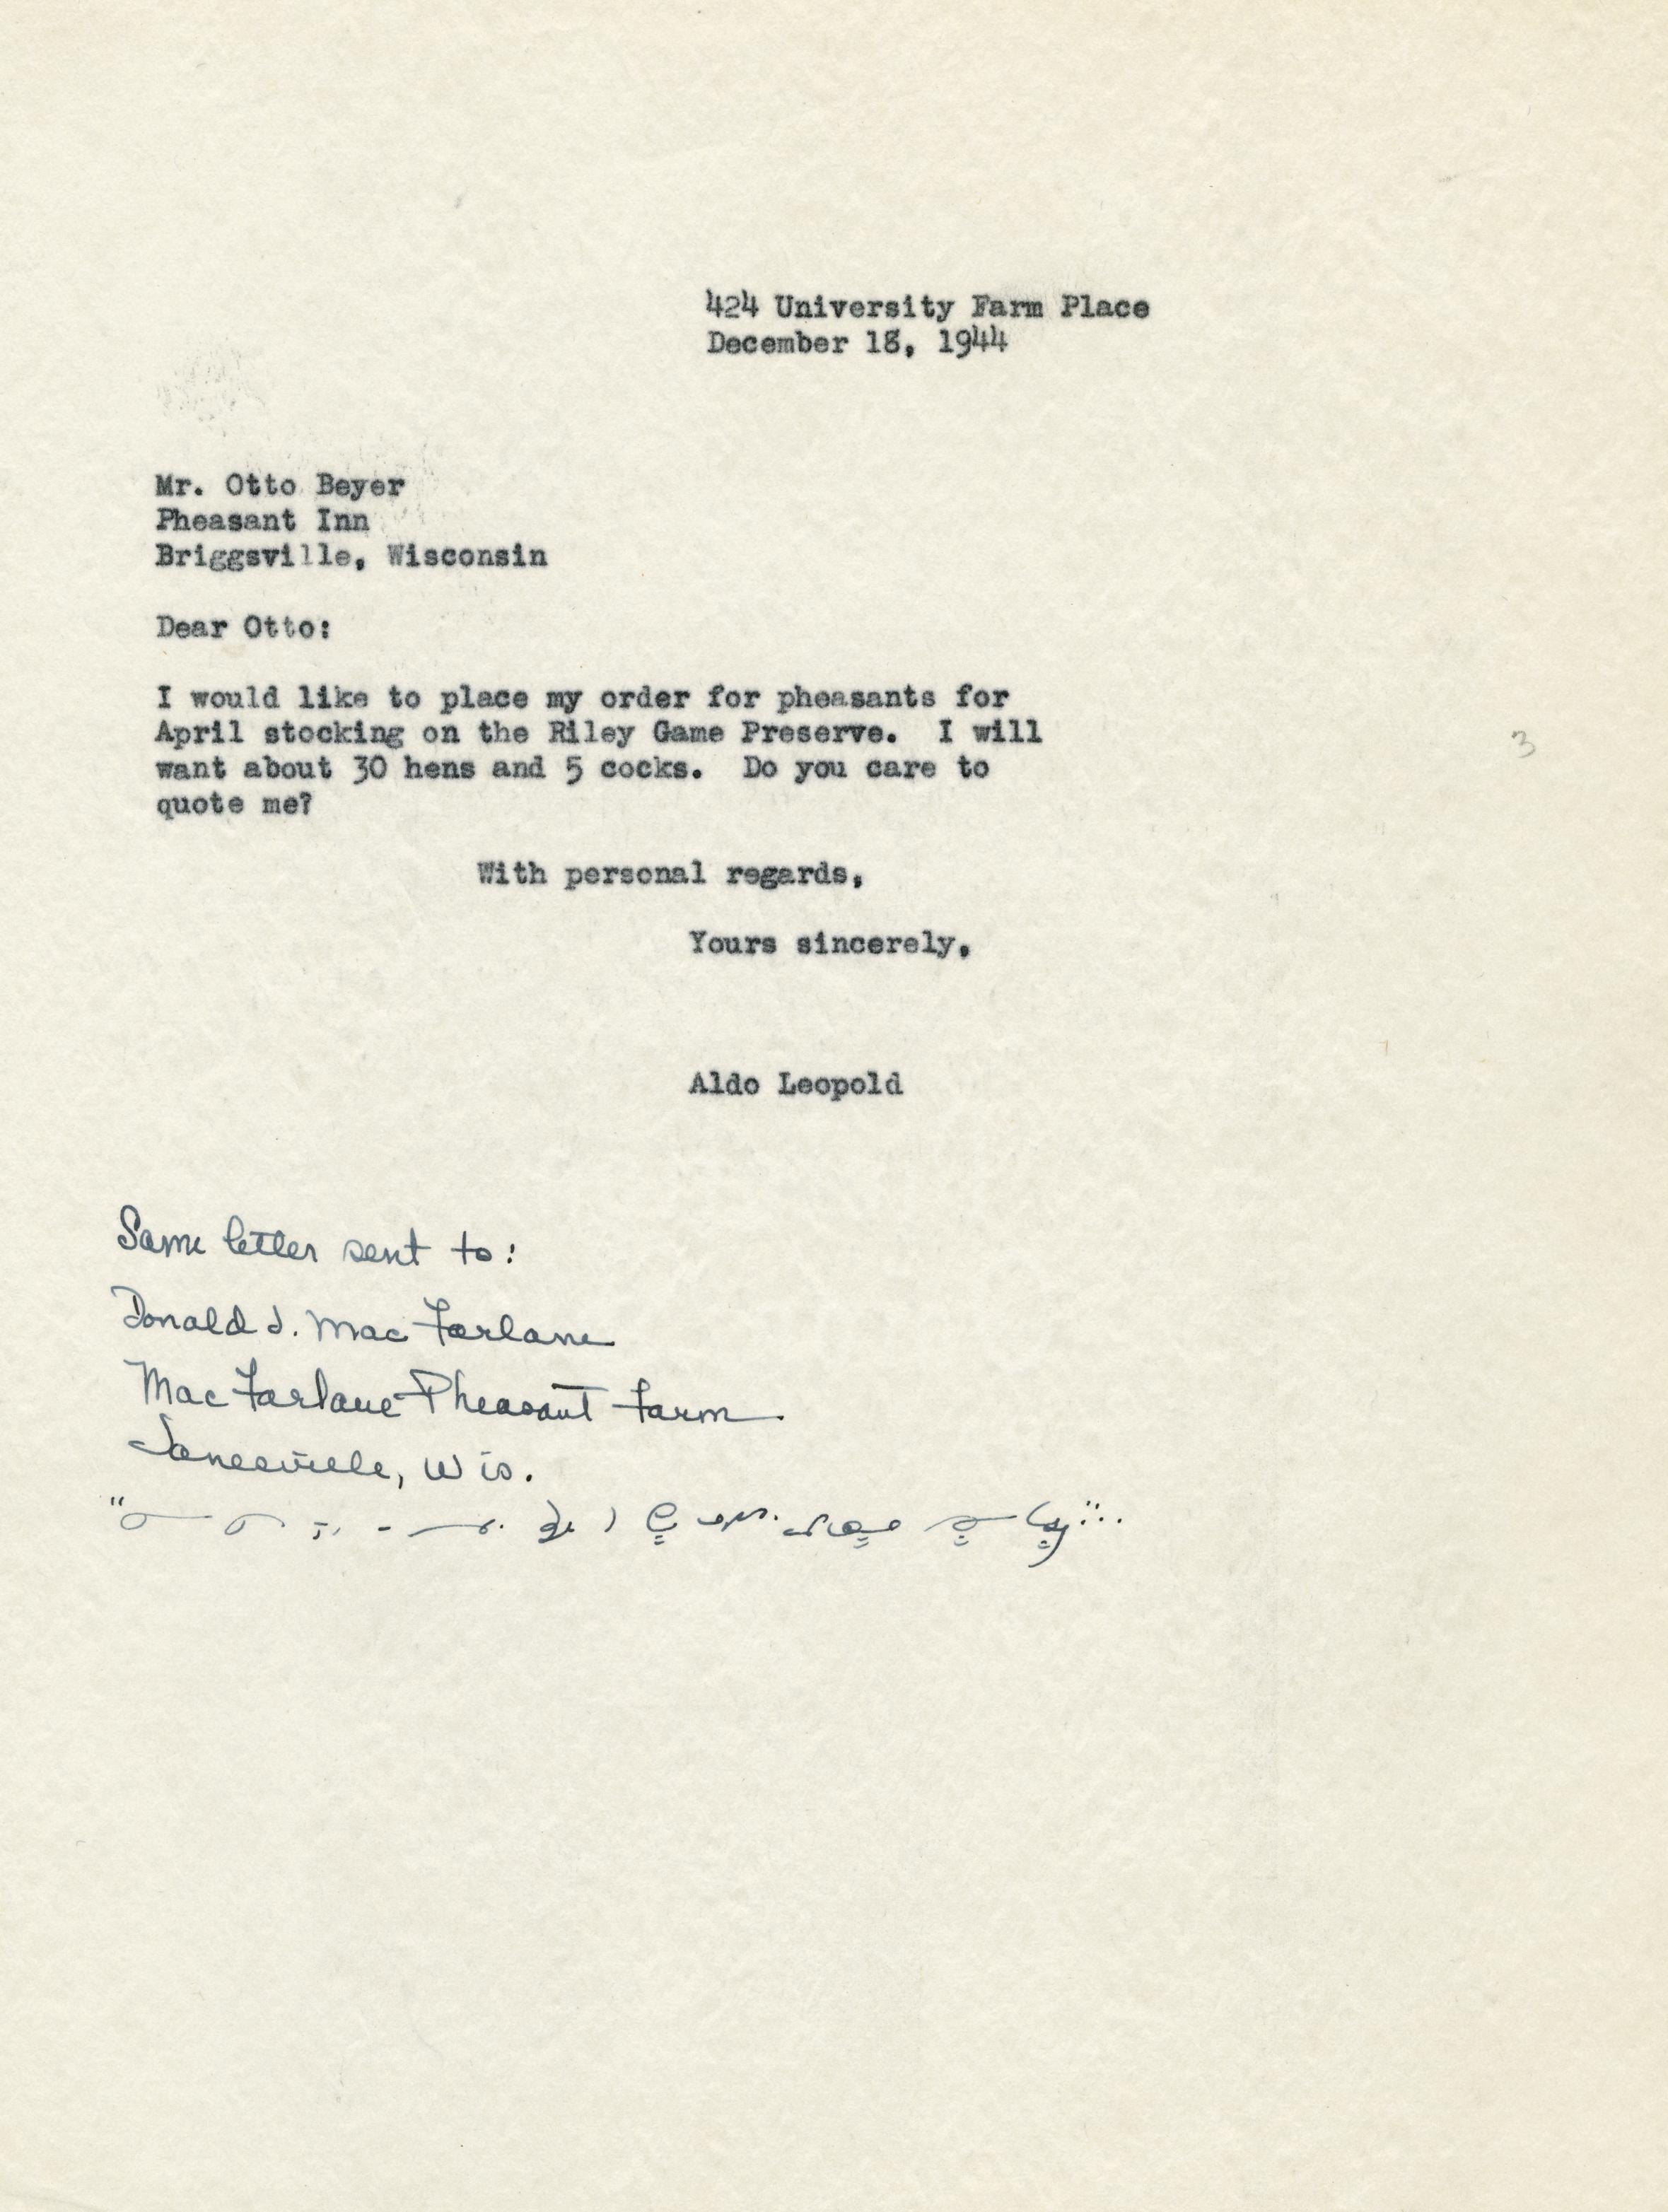 424 University Farm Place
December 18, 1944
Mr. Otto Beyer
Pheasant Inn
Briggsville, Wisconsin
Dear Otto:
I would like to place my order for pheasants for
April stocking on the Riley Game Preserve.  I will
want about 30 hens and 5 cocks.  Do you care to
quote me?
3
With personal regards,
Yours sincerely,
Aldo Leopold
Same letter sent to:
Donald J. MacFarlane
MacFarlane Pheasant Farm
Janesville, Wis.